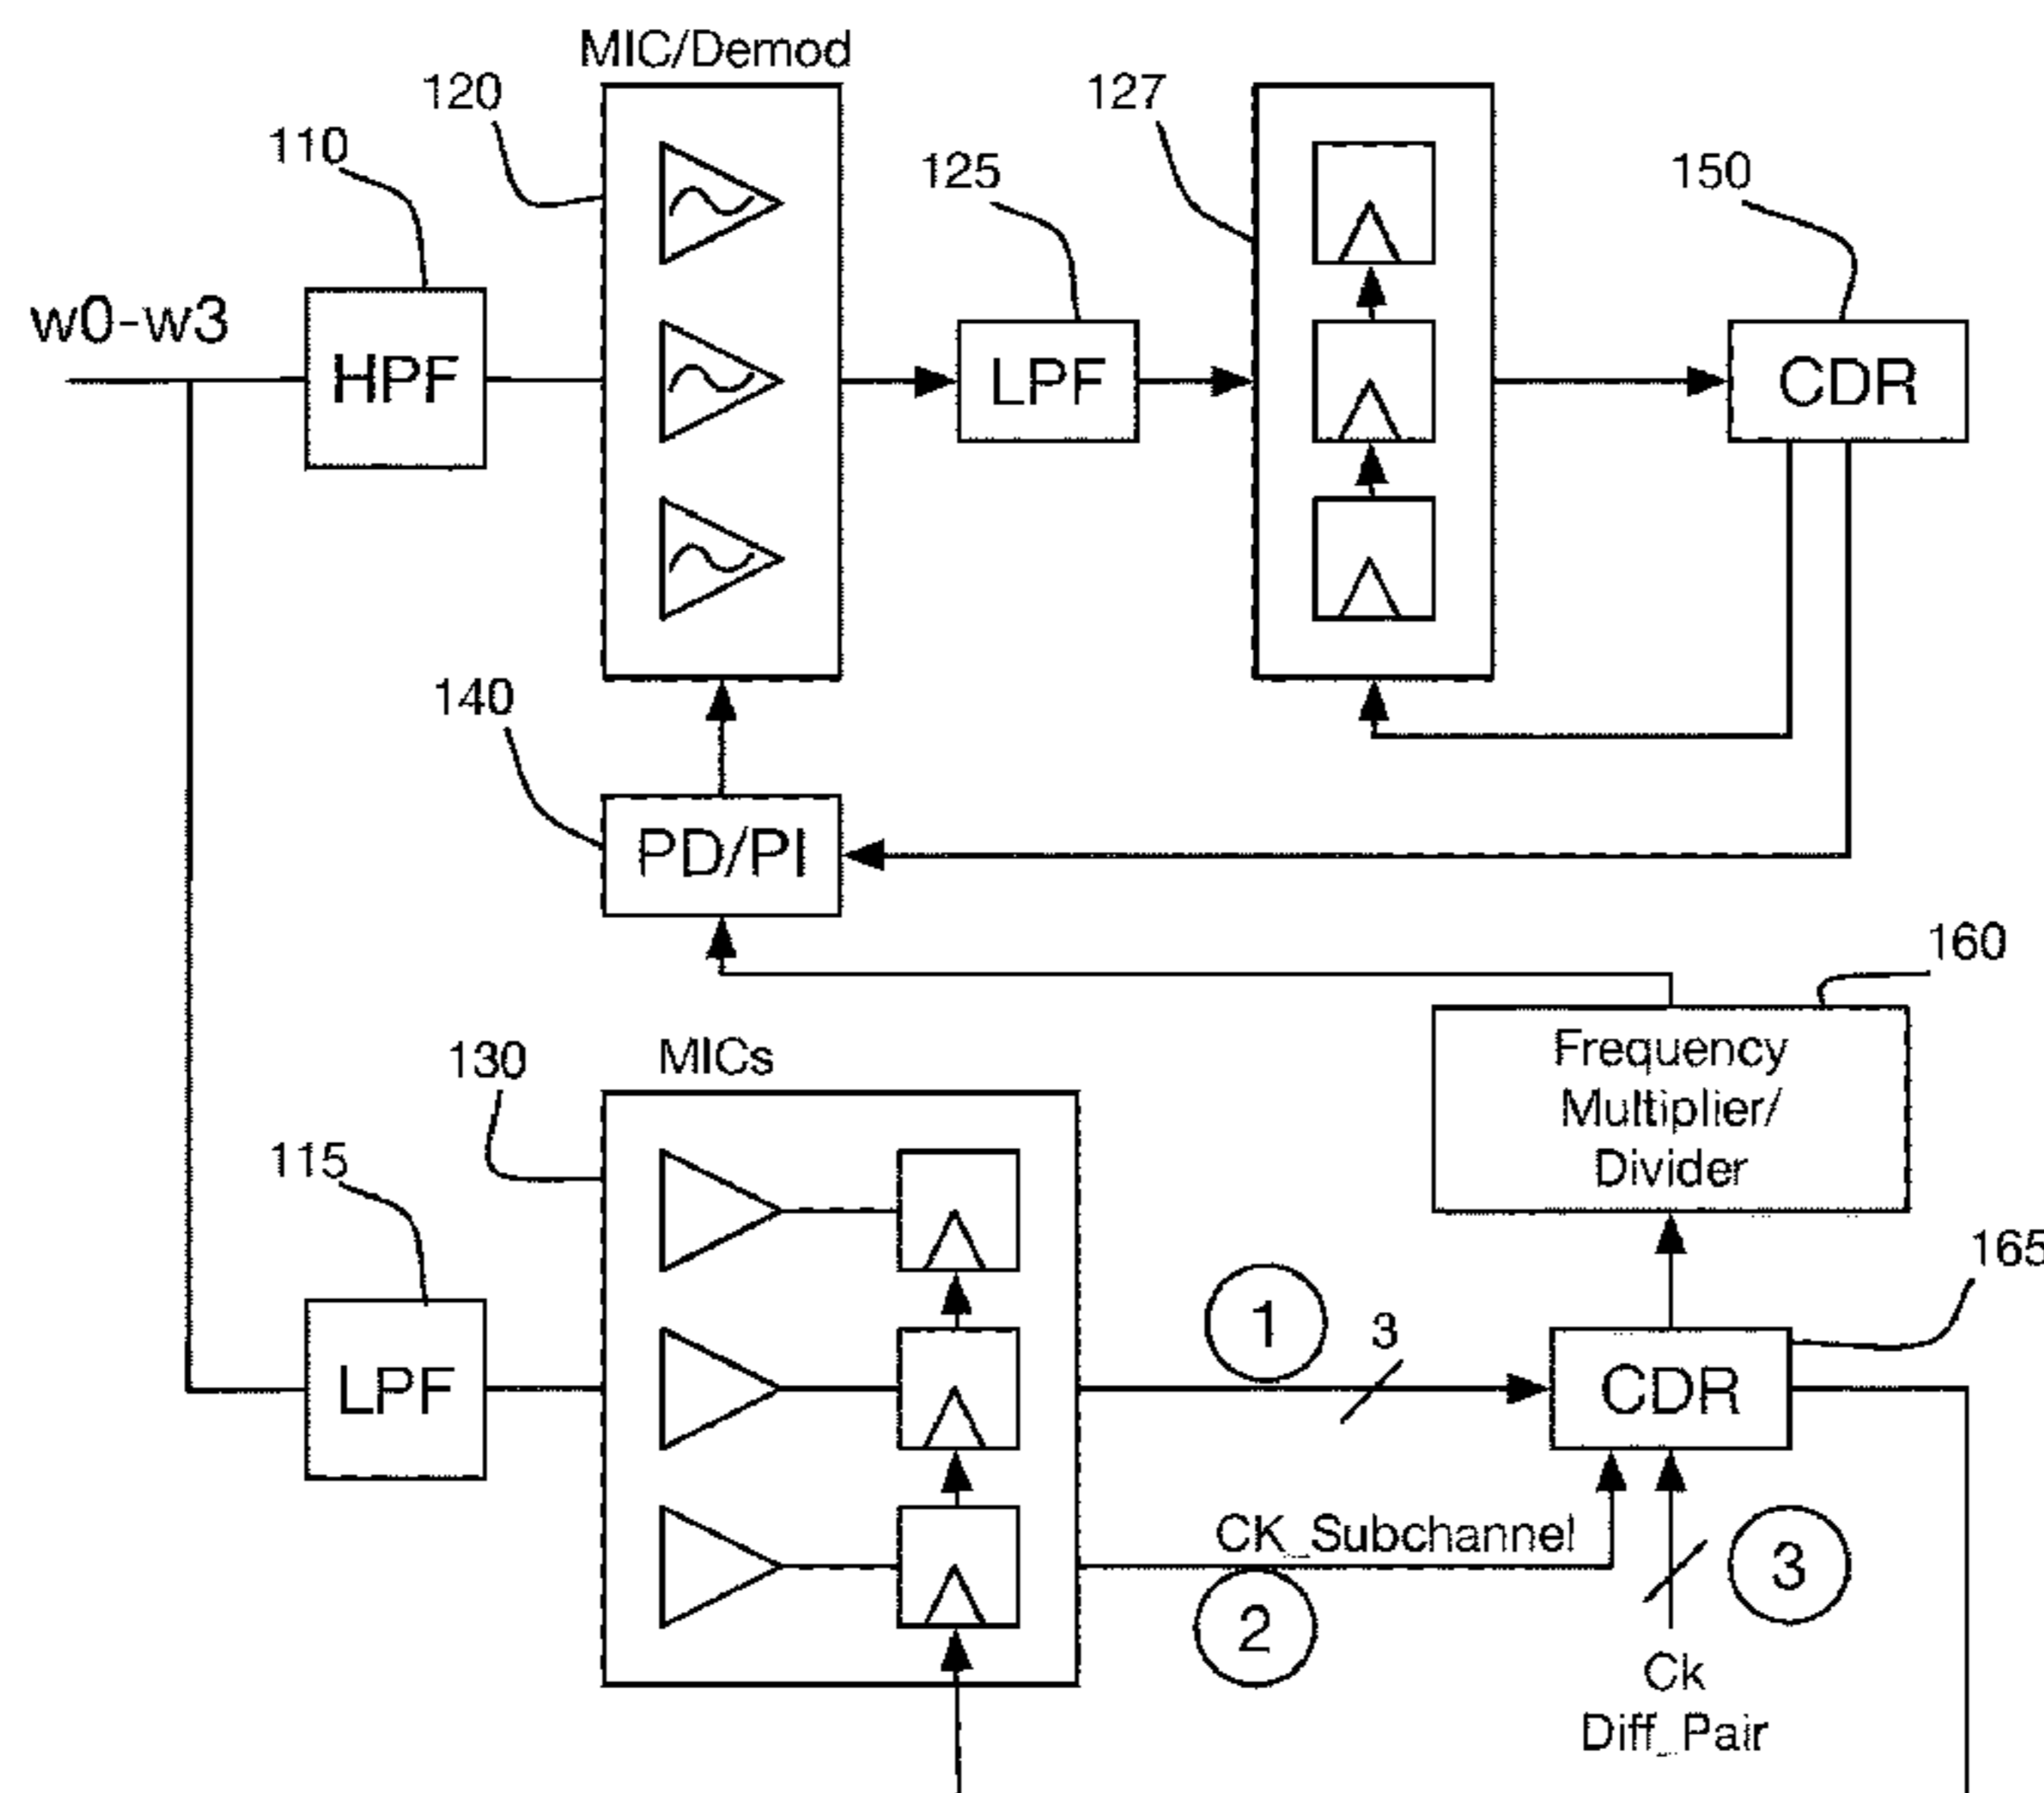 MIC/Demod
120
127
110
125
150
w0-w3
HPF
LPF
CDR
140
PD/PI
160
130
MICs
Frequency
Multiplier/
Divider
115
165
1
3
LPF
CDR
CK_Subchannel
3
2
Ck
Diff_Pair